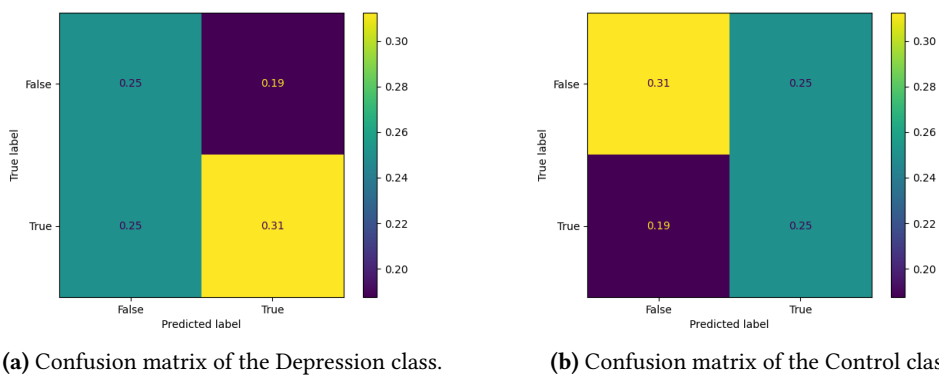 False
0.25
0.19
True
0.25
0.31
False
True
Predicted label
True label
0.30
0.28
0.26
0.24
0.22
0.20
(a) Confusion matrix of the Depression class.
False
0.31
0.25
True
0.19
0.25
False
True
Predicted label
True label
0.30
0.28
0.26
0.24
0.22
0.20
(b) Confusion matrix of the Control clas